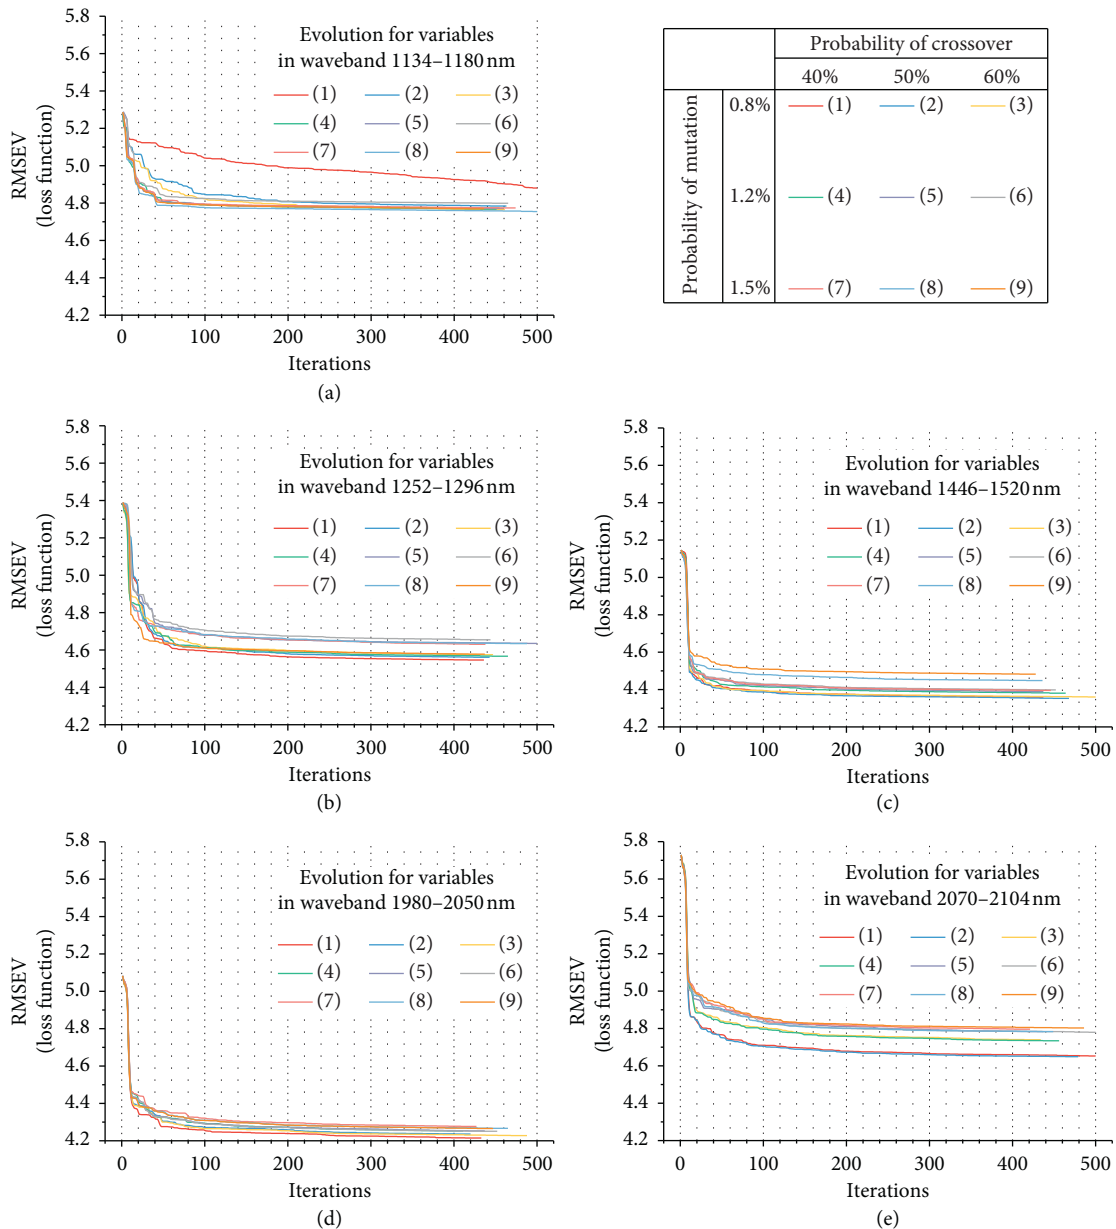 5.8
5.6
5.4
5.2
5.0
4.8
4.6
4.4
4.2
RMSEV
(loss function)
Evolution for variables
in waveband 1134–1180 nm
(1) (2) (3)
(4) (5) (6)
(7) (8) (9)
0 100 200 300 400 500
Iterations
(a)
Probability of crossover
40% 50% 60%
Probability of mutation
0.8% (1) (2) (3)
1.2% (4) (5) (6)
1.5% (7) (8) (9)
5.8
5.6
5.4
5.2
5.0
4.8
4.6
4.4
4.2
RMSEV
(loss function)
Evolution for variables
in waveband 1252–1296 nm
(1) (2) (3)
(4) (5) (6)
(7) (8) (9)
0 100 200 300 400 500
Iterations
(b)
5.8
5.6
5.4
5.2
5.0
4.8
4.6
4.4
4.2
RMSEV
(loss function)
Evolution for variables
in waveband 1446–1520 nm
(1) (2) (3)
(4) (5) (6)
(7) (8) (9)
0 100 200 300 400 500
Iterations
(c)
5.8
5.6
5.4
5.2
5.0
4.8
4.6
4.4
4.2
RMSEV
(loss function)
Evolution for variables
in waveband 1980–2050 nm
(1) (2) (3)
(4) (5) (6)
(7) (8) (9)
0 100 200 300 400 500
Iterations
(d)
5.8
5.6
5.4
5.2
5.0
4.8
4.6
4.4
4.2
RMSEV
(loss function)
Evolution for variables
in waveband 2070–2104 nm
(1) (2) (3)
(4) (5) (6)
(7) (8) (9)
0 100 200 300 400 500
Iterations
(e)